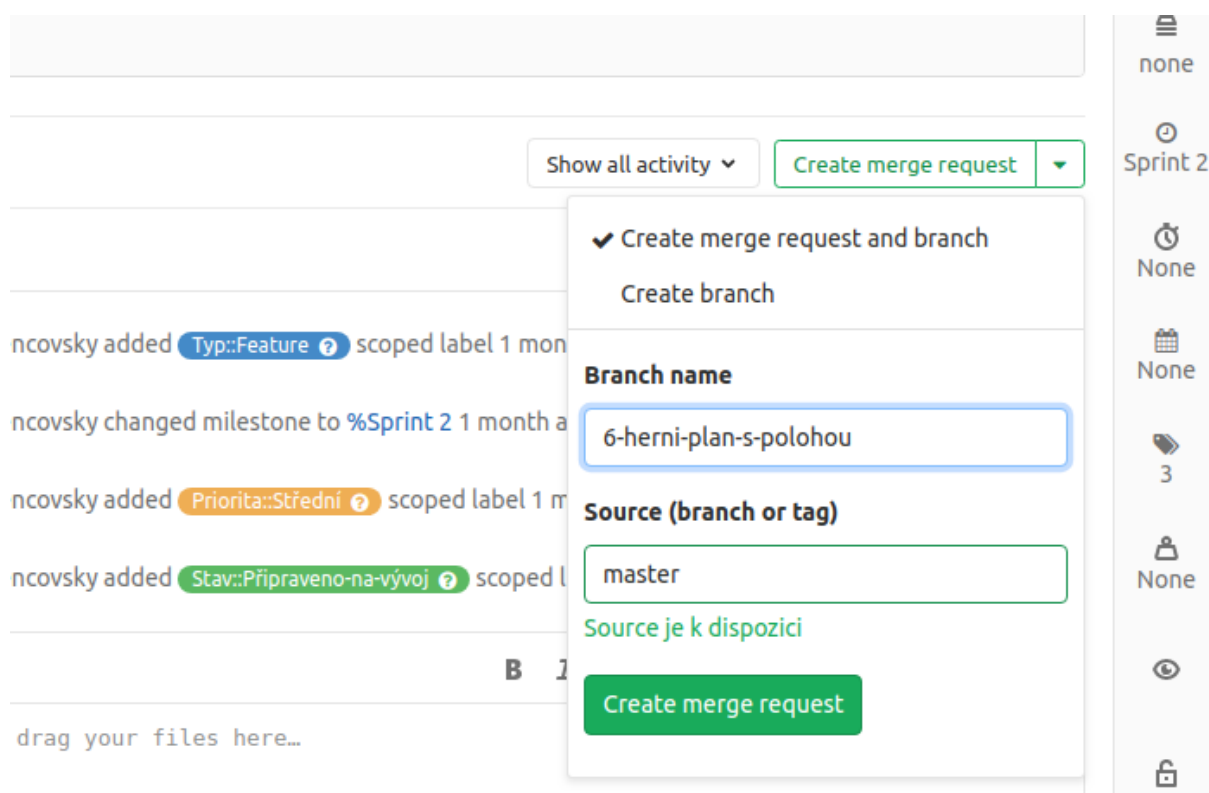 none
Show all activity
Create merge request
Sprint 2
Create merge request and branch
None
Create branch
ncovsky added Typ::Feature scoped label 1 mon
None
Branch name
ncovsky changed milestone to %Sprint 2 1 month a
6-herni-plan-s-polohou
3
ncovsky added Priorita::Střední scoped label 1 m
Source (branch or tag)
master
None
ncovsky added Stav::Připraveno-na-vývoj scoped l
Source je k dispozici
B I
Create merge request
drag your files here…